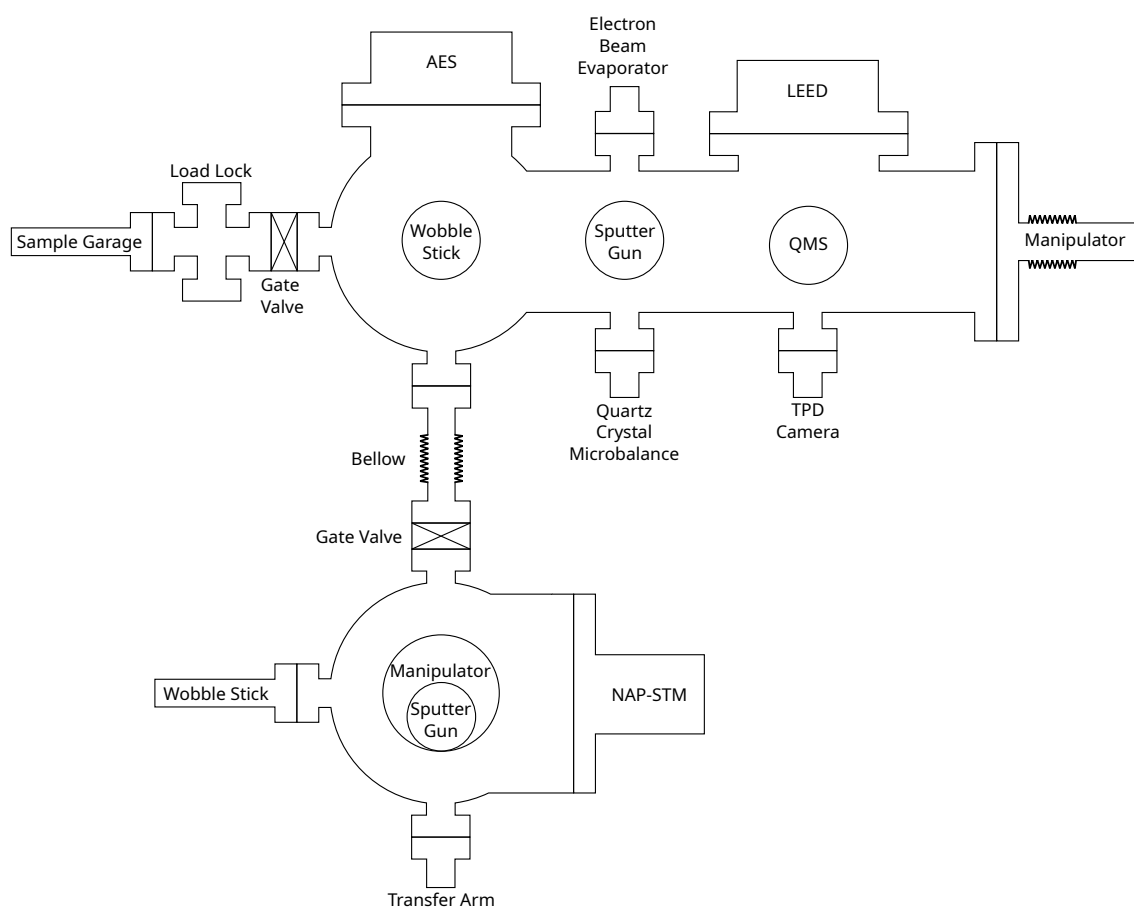 Electron
Beam
Evaporator
AES
LEED
Load Lock
Sample Garage
Gate
Valve
Wobble
Stick
Sputter
Gun
QMS
Manipulator
Quartz
Crystal
Microbalance
TPD
Camera
Bellow
Gate Valve
Wobble Stick
Manipulator
Sputter
Gun
NAP-STM
Transfer Arm